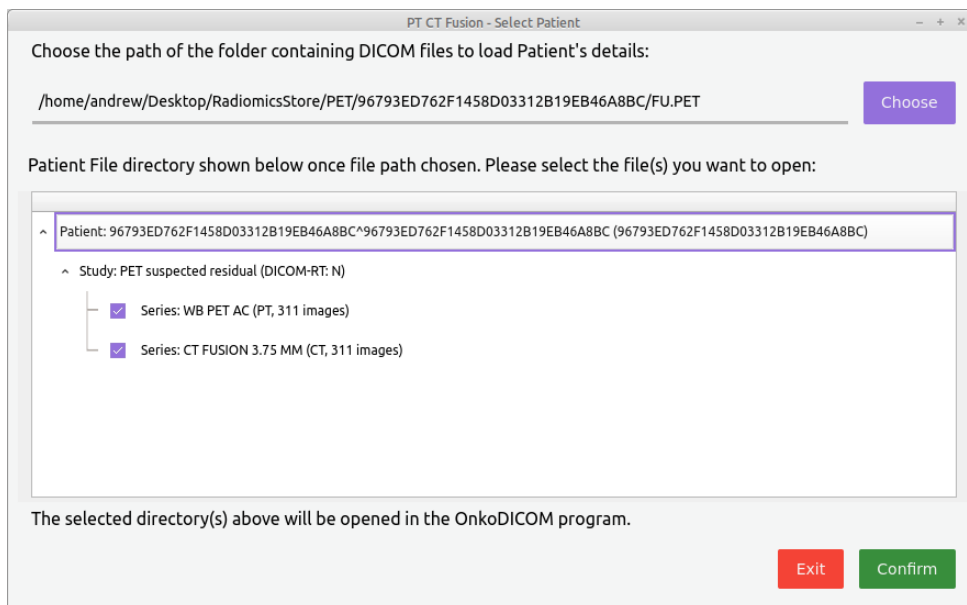 PT CT Fusion - Select Patient
Choose the path of the folder containing DICOM files to load Patient's details:
/home/andrew/Desktop/RadiomicsStore/PET/96793ED762F1458D03312B19EB46A8BC/FU.PET
Choose
Patient File directory shown below once file path chosen. Please select the file(s) you want to open:
Patient: 96793ED762F1458D03312B19EB46A8BC^96793ED762F1458D03312B19EB46A8BC (96793ED762F1458D03312B19EB46A8BC)
Study: PET suspected residual (DICOM-RT: N)
Series: WB PET AC (PT, 311 images)
Series: CT FUSION 3.75 MM (CT, 311 images)
The selected directory(s) above will be opened in the OnkoDICOM program.
Exit
Confirm